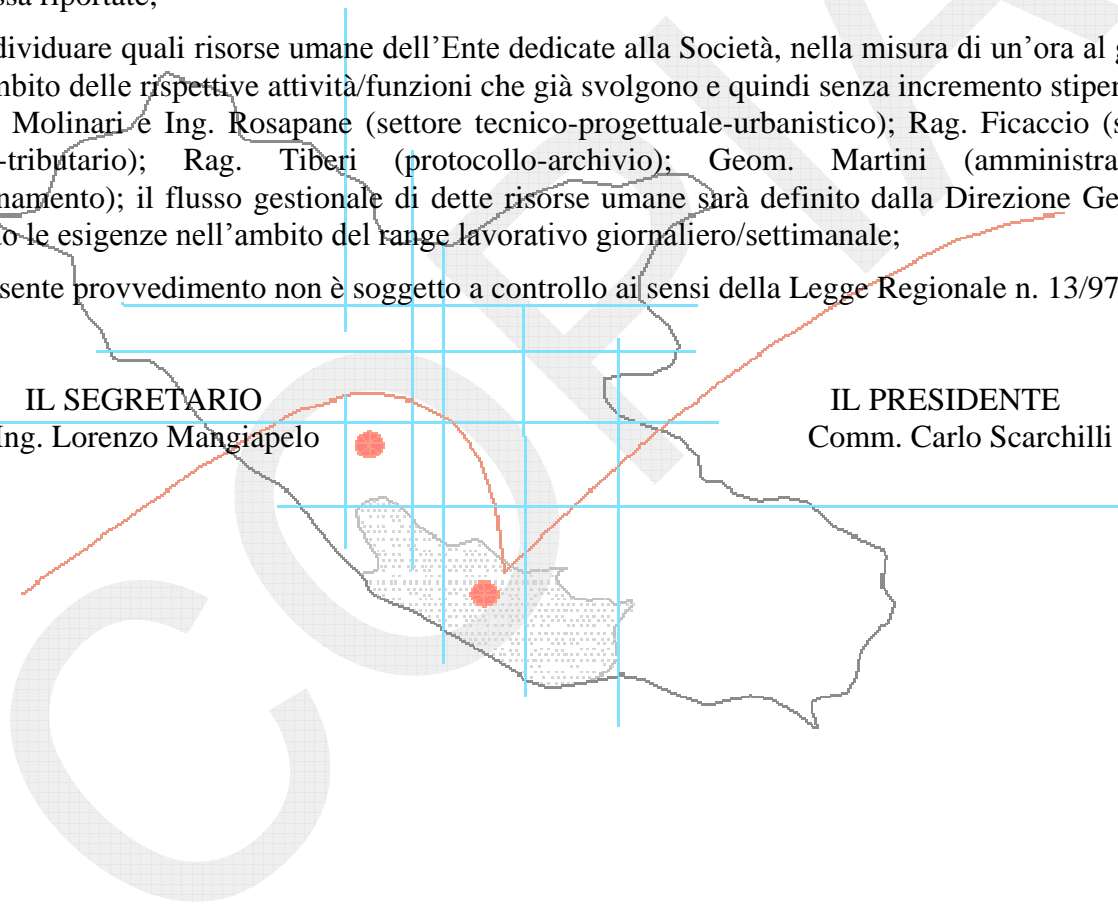 ssa riportate;
dividuare quali risorse umane dell’Ente dedicate alla Società, nella misura di un’ora al g
mbito delle rispettive attività/funzioni che già svolgono e quindi senza incremento stipen
Molinari e Ing. Rosapane (settore tecnico-progettuale-urbanistico); Rag. Ficaccio (s
-tributario); Rag. Tiberi (protocollo-archivio); Geom. Martini (amministra
namento); il flusso gestionale di dette risorse umane sarà definito dalla Direzione Ge
o le esigenze nell’ambito del range lavorativo giornaliero/settimanale;
sente provvedimento non è soggetto a controllo ai sensi della Legge Regionale n. 13/97
IL SEGRETARIO
Ing. Lorenzo Mangiapelo
IL PRESIDENTE
Comm. Carlo Scarchilli
COPIA